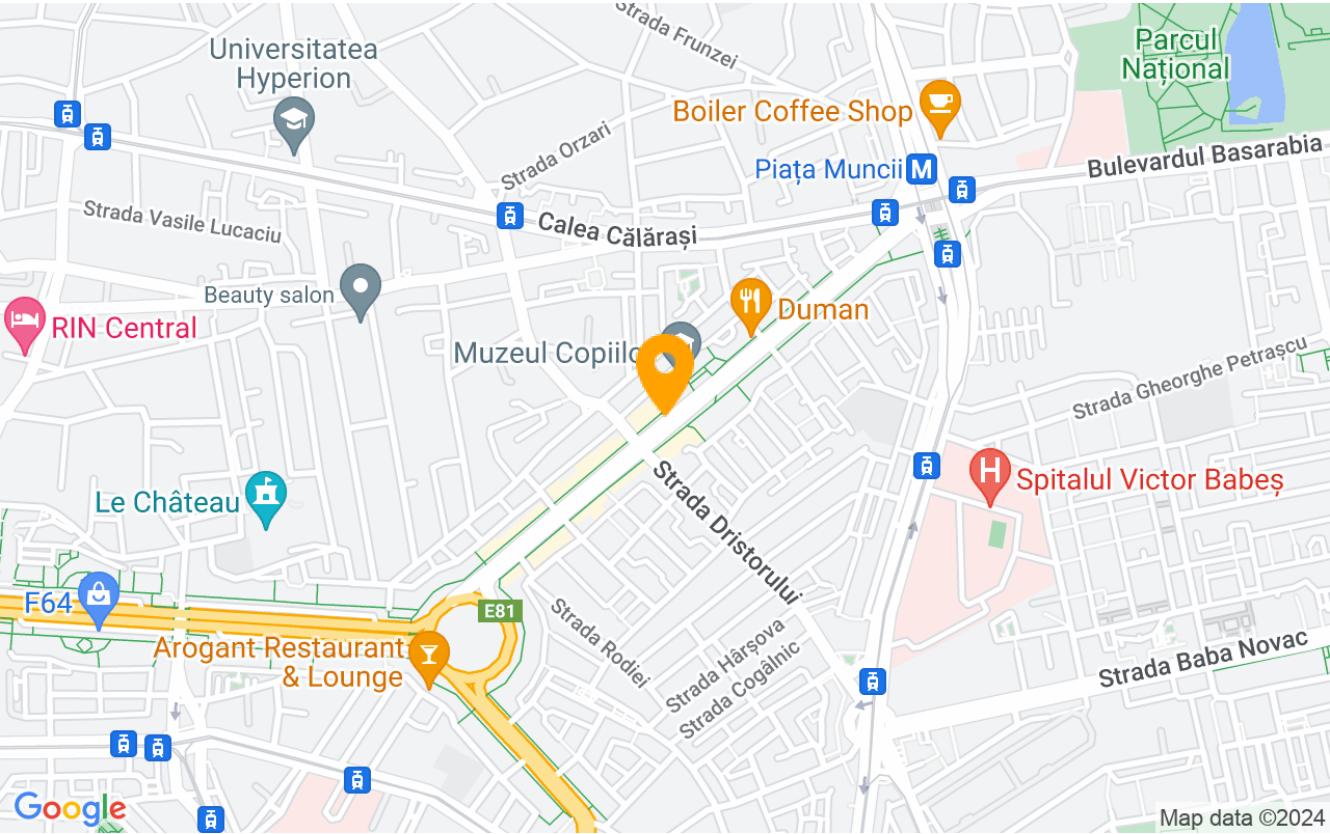 Strada Frunzei
Parcul
Național
Universitatea
Hyperion
Boiler Coffee Shop
Strada Orzari
Bulevardul Basarabia
Piața Muncii M
Strada Vasile Lucaciu
Calea Călărași
Beauty salon
Duman
RIN Central
Muzeul Copiilo
Strada Gheorghe Petrașcu
H
Spitalul Victor Babeș
Le Château
Strada Dristorului
F64
E81
Strada Rodiei
Arogant Restaurant
& Lounge
Strada Hârșova
Strada Cogâlnic
Strada Baba Novac
Google
Map data ©2024